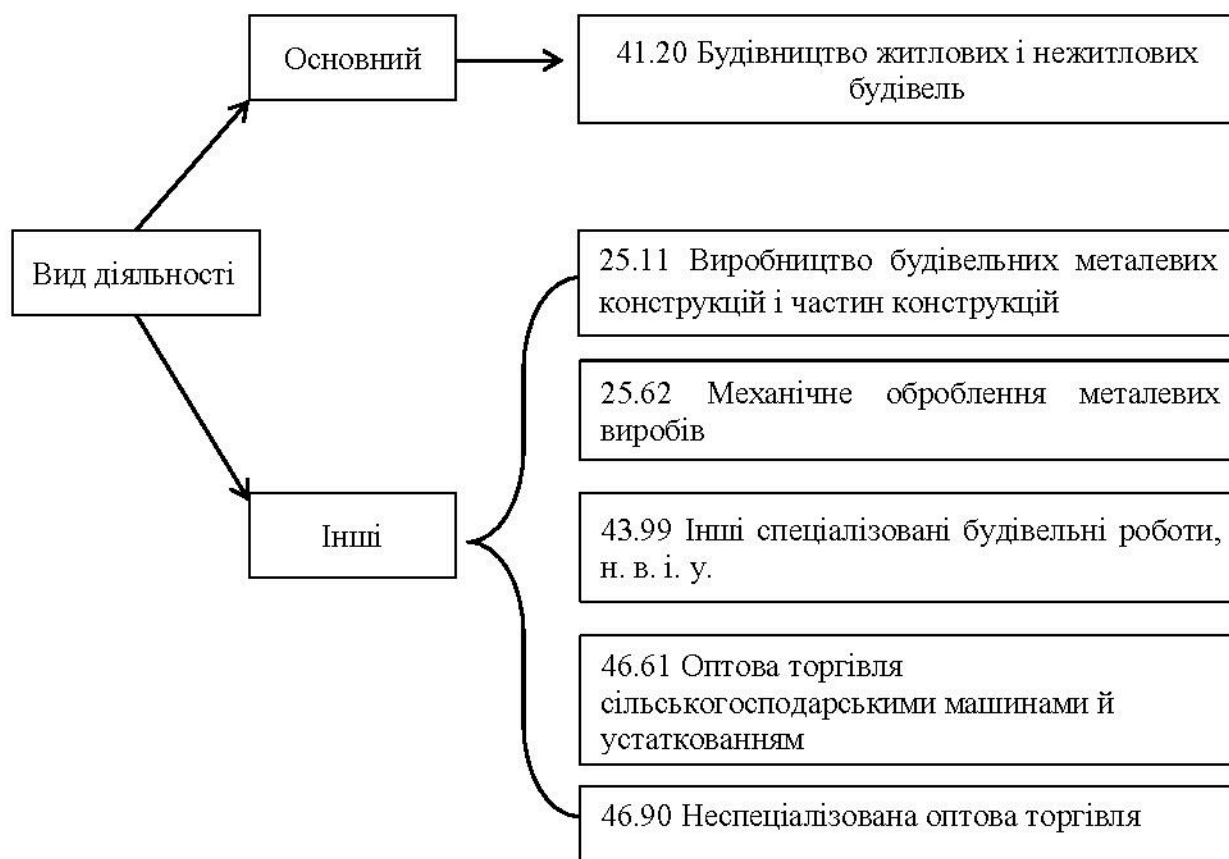 Основний
41.20 Будівництво житлових і нежитлових
будівель
Вид діяльності
25.11 Виробництво будівельних металевих
конструкцій і частин конструкцій
25.62 Механічне оброблення металевих
виробів
Інші
43.99 Інші спеціалізовані будівельні роботи,
н. в. і. у.
46.61 Оптова торгівля
сільськогосподарськими машинами й
устаткованням
46.90 Неспеціалізована оптова торгівля